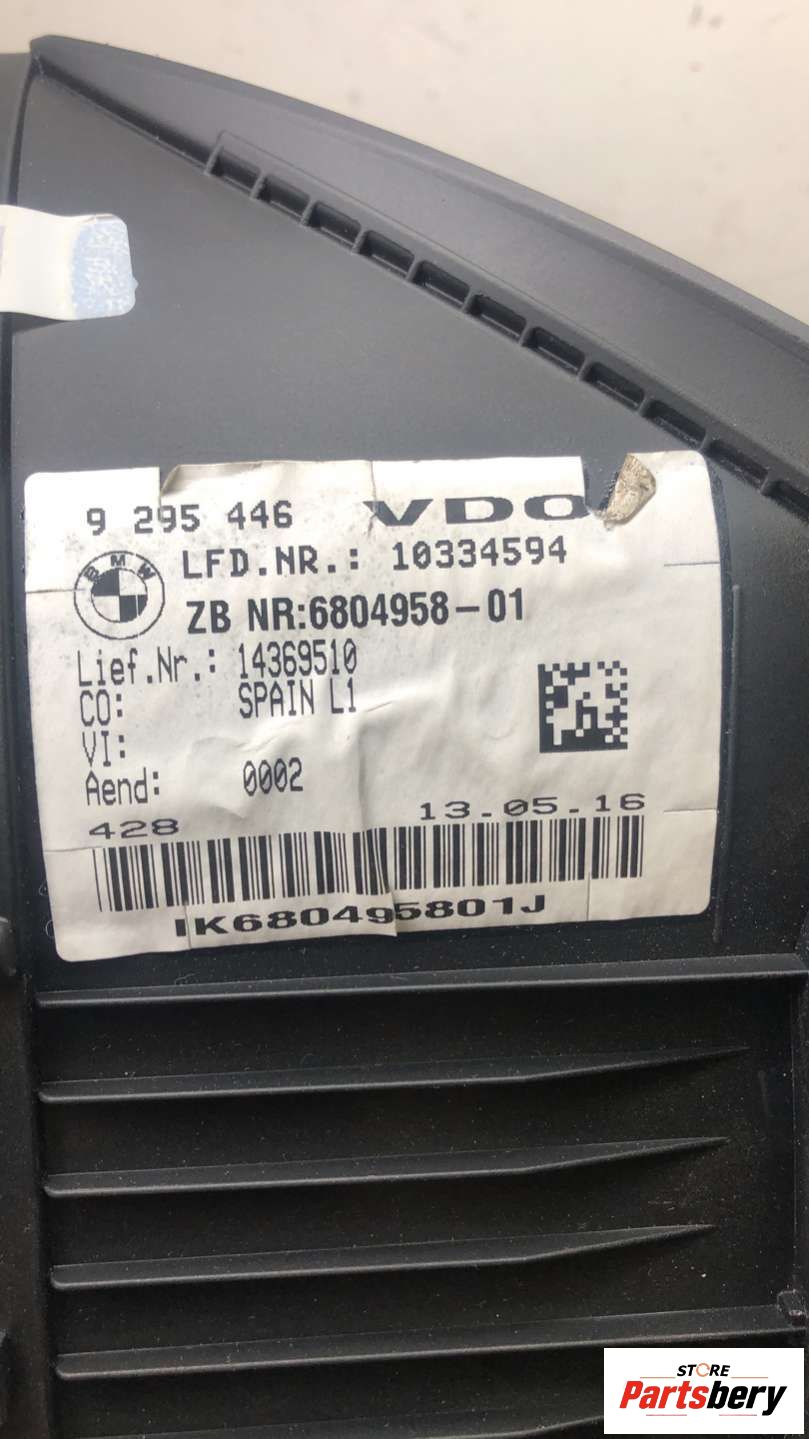 9 295 446 VDO
BMW
LFD.NR.: 10334594
ZB NR:6804958-01
Lief.Nr.: 14369510
CO: SPAIN L1
VI:
Aend: 0002
428 13.05.16
IK680495801J
STORE
Partsbery